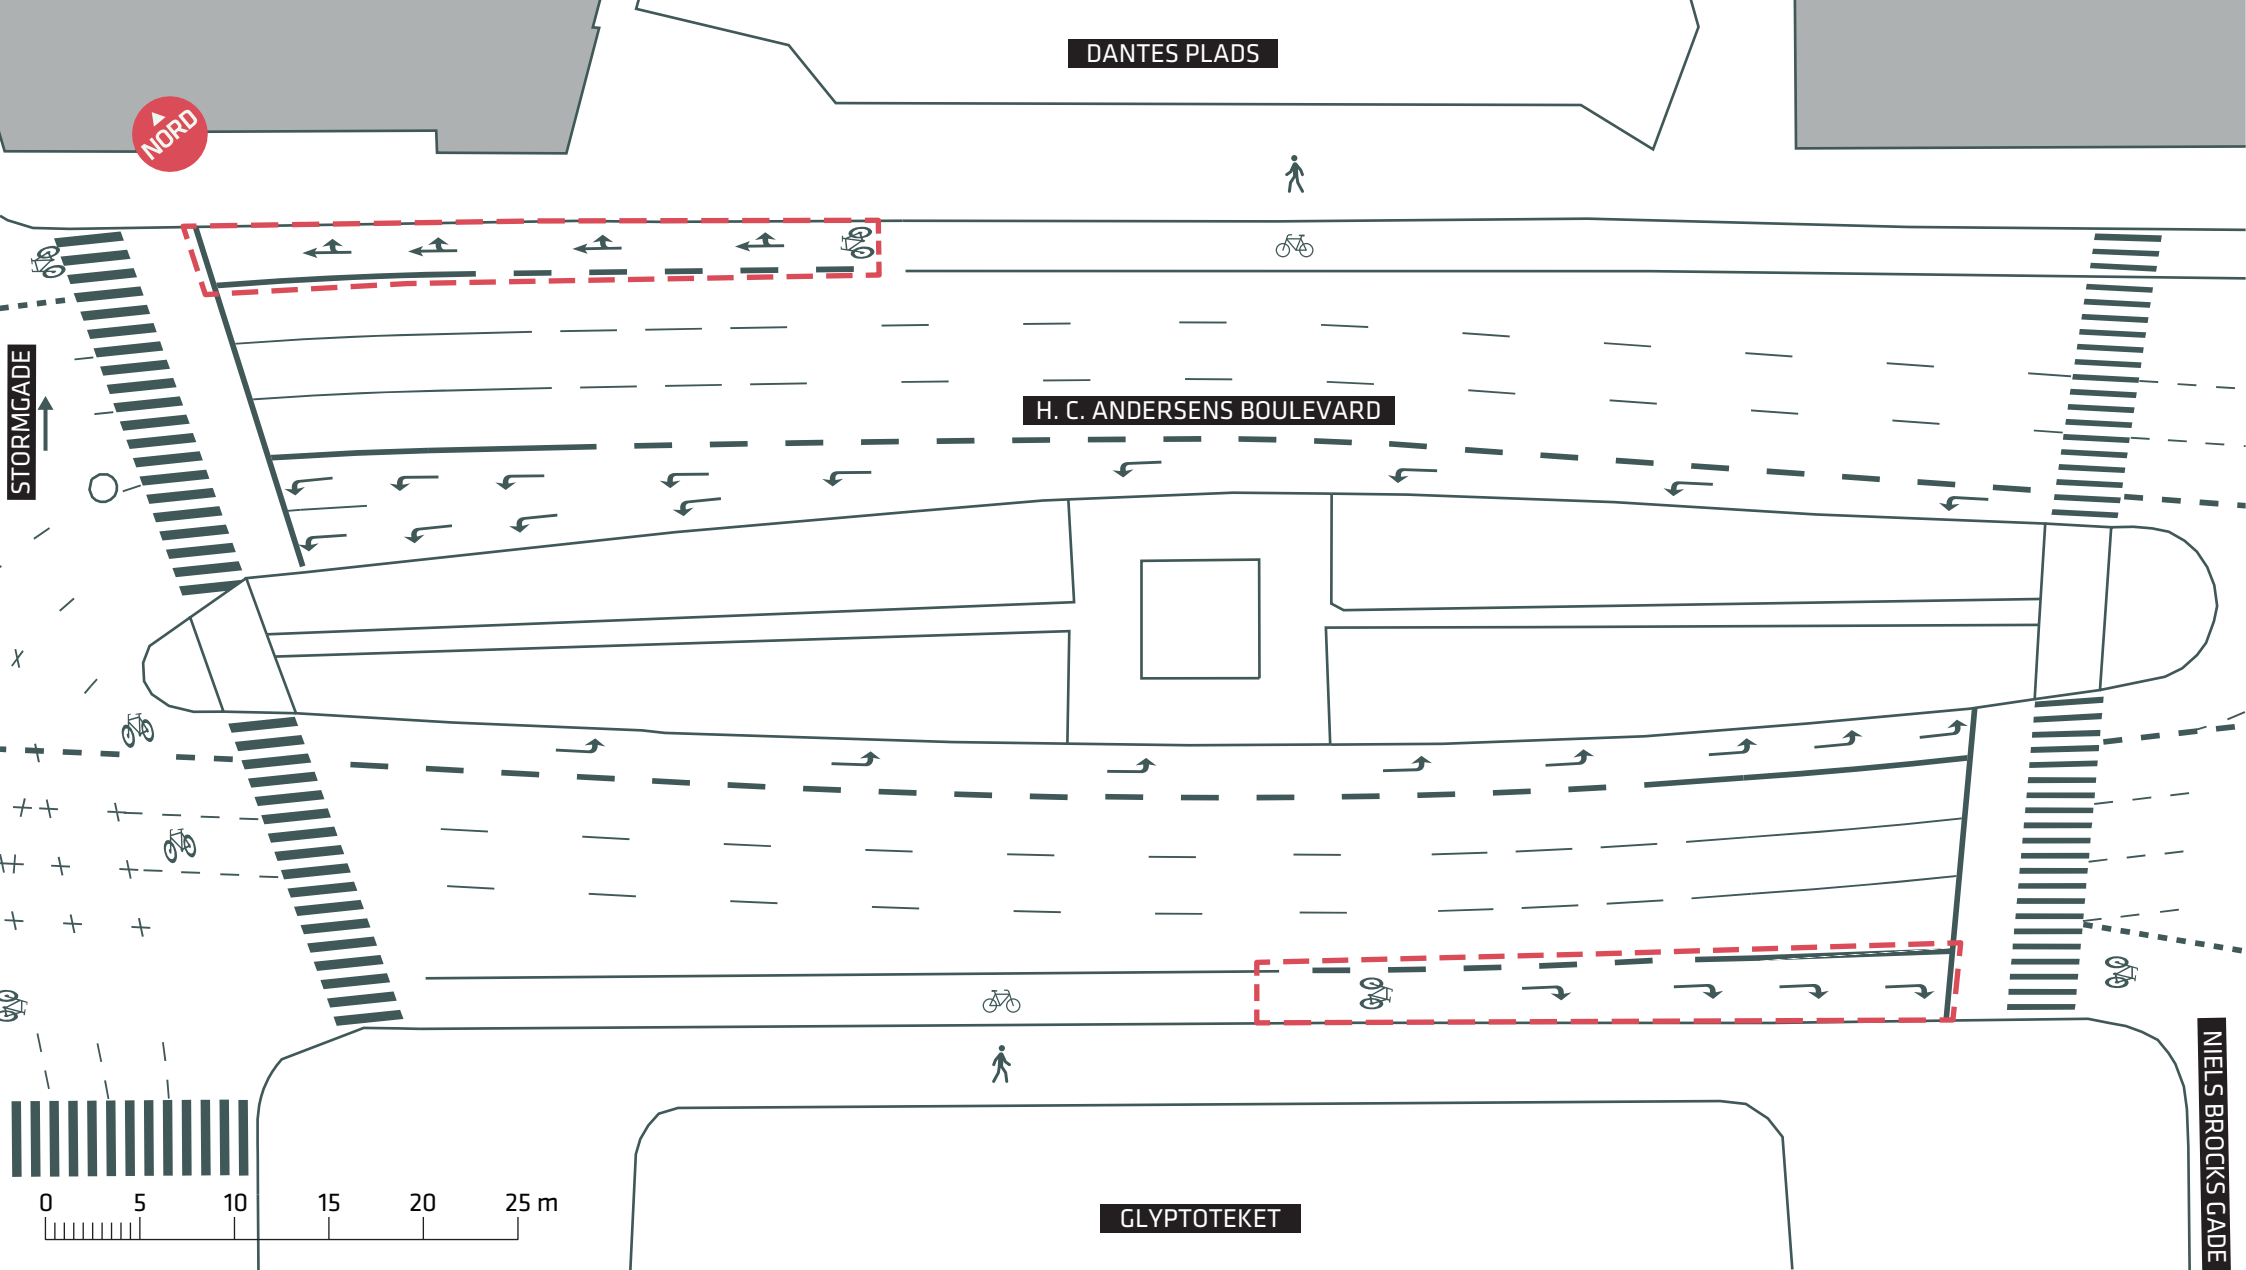 DANTES PLADS
NORD
STORMGADE
H. C. ANDERSENS BOULEVARD
NIELS BROCKS GADE
0 5 10 15 20 25 m
GLYPTOTEKET